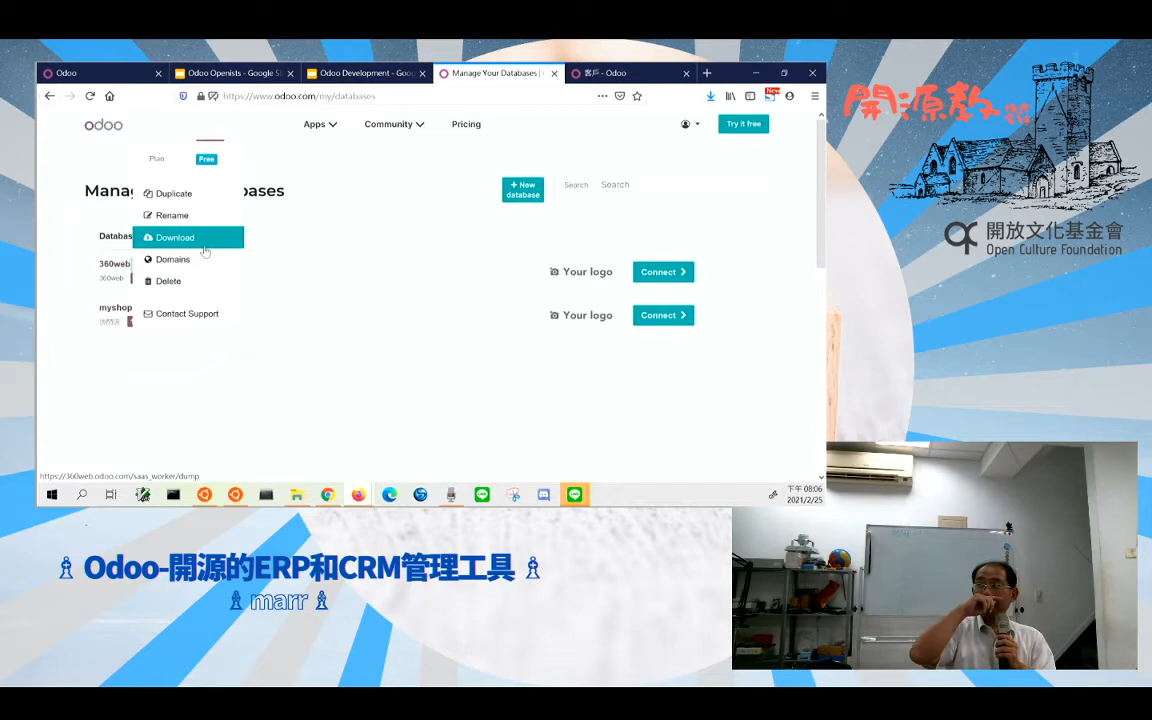 Odoo
Odoo Openists - Google Sl
Odoo Development - Goog
Manage Your Databases |
客戶 - Odoo
https://www.odoo.com/my/databases
New
odoo
Apps
Community
Pricing
Try it free
Plan
Free
Manag
bases
+ New
database
Search
Search
Duplicate
Rename
Databas
Download
360web
360web
Domains
Your logo
Connect
Delete
myshop
Contact Support
Your logo
Connect
https://360web.odoo.com/saas_worker/dump
下午 08:06
2021/2/25
開源教
開放文化基金會
Open Culture Foundation
Odoo-開源的ERP和CRM管理工具
marr